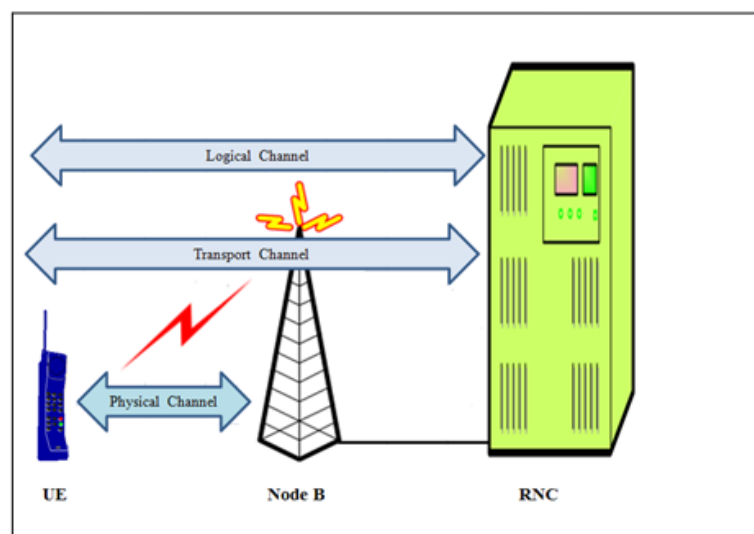 Logical Channel
Transport Channel
Physical Channel
UE
Node B
RNC